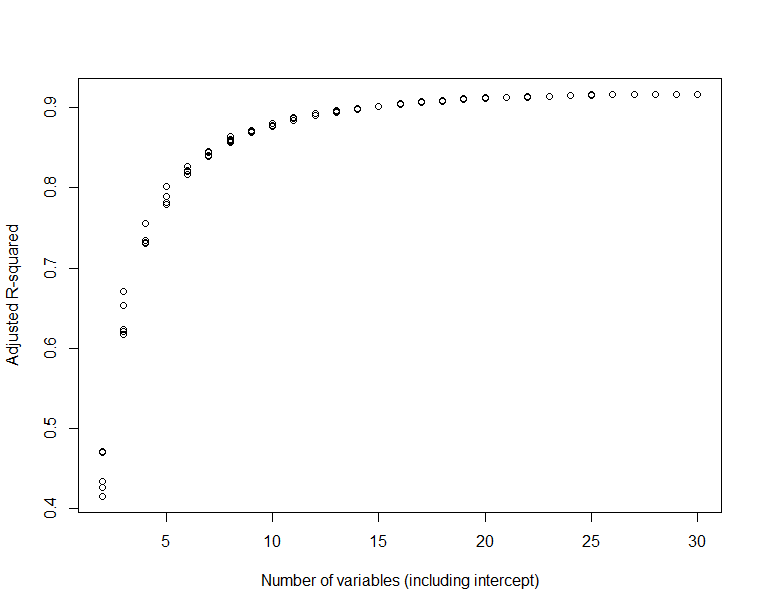 0.9
0.8
0.7
0.6
0.5
0.4
Adjusted R-squared
5 10 15 20 25 30
Number of variables (including intercept)